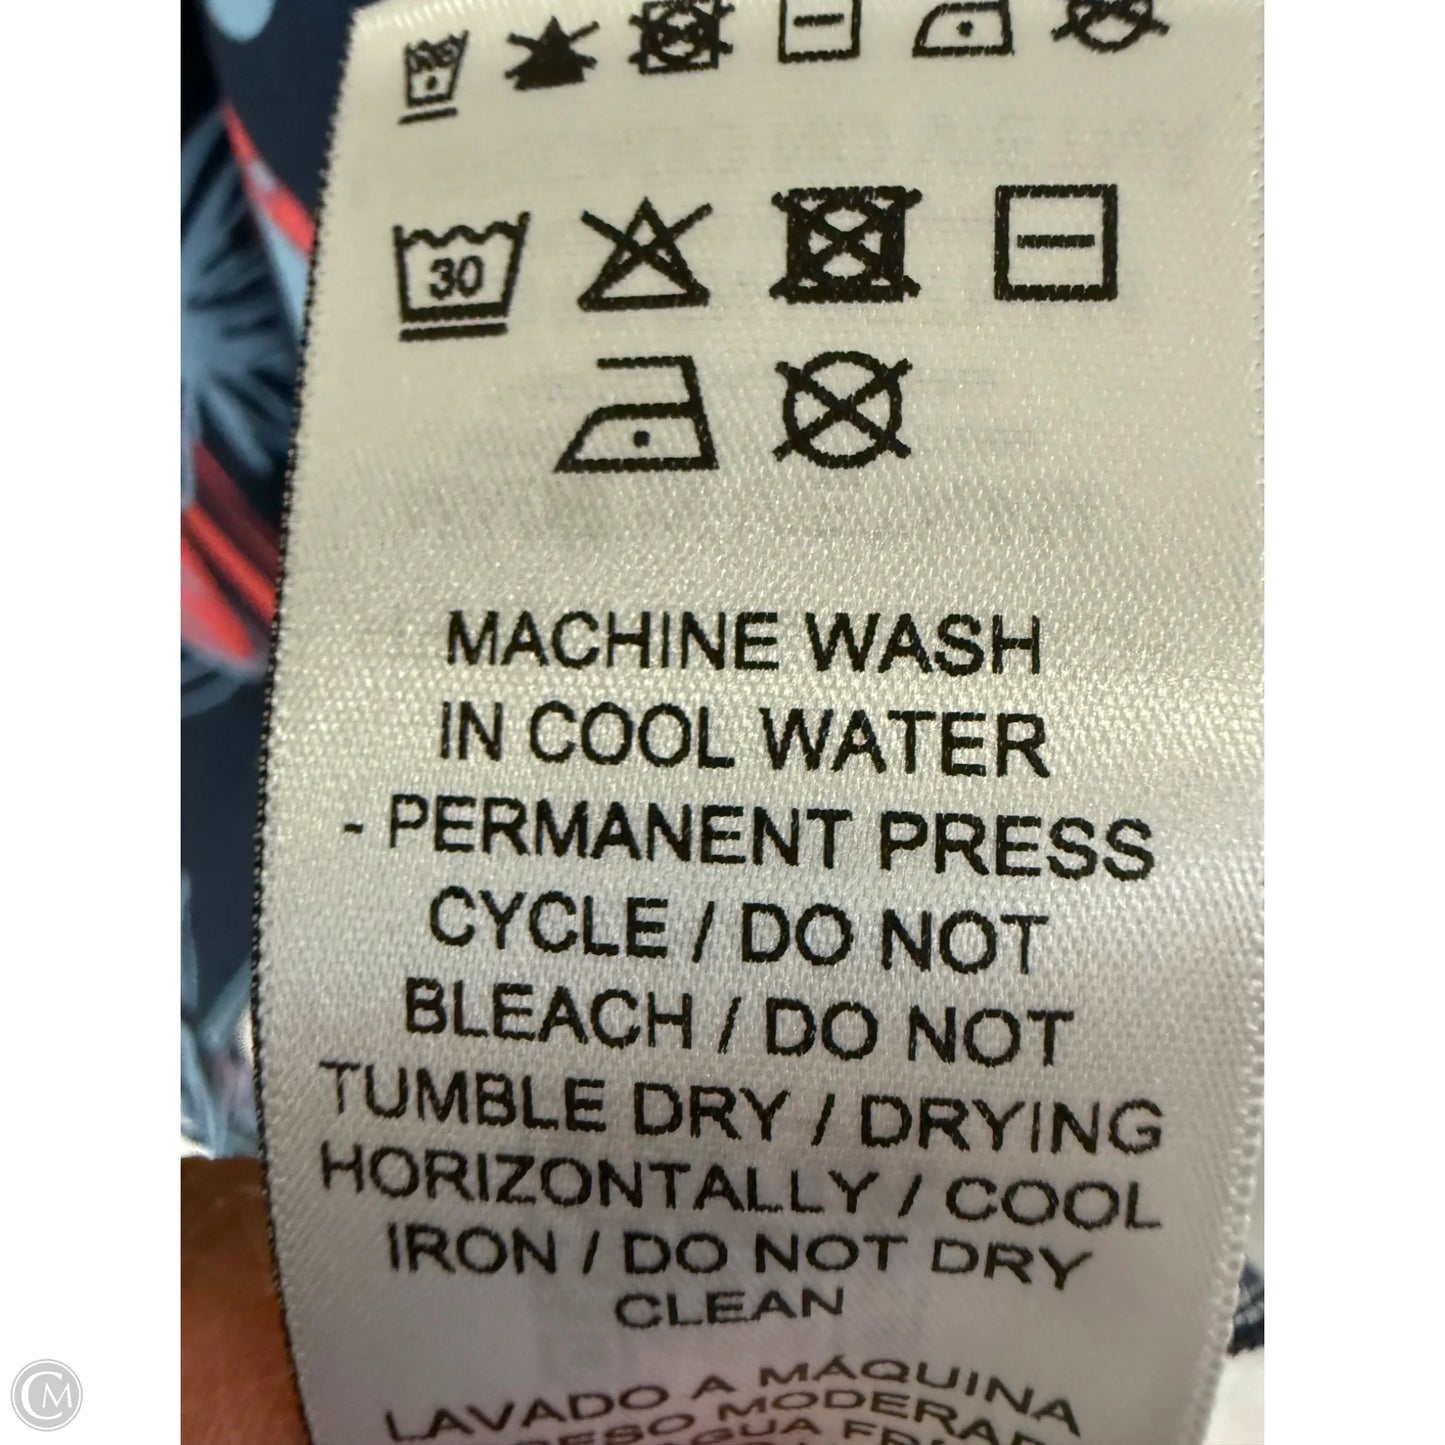 30
MACHINE WASH
IN COOL WATER
- PERMANENT PRESS
CYCLE / DO NOT
BLEACH / DO NOT
TUMBLE DRY / DRYING
HORIZONTALLY / COOL
IRON / DO NOT DRY
CLEAN
LAVADO A MÁQUINA
CM